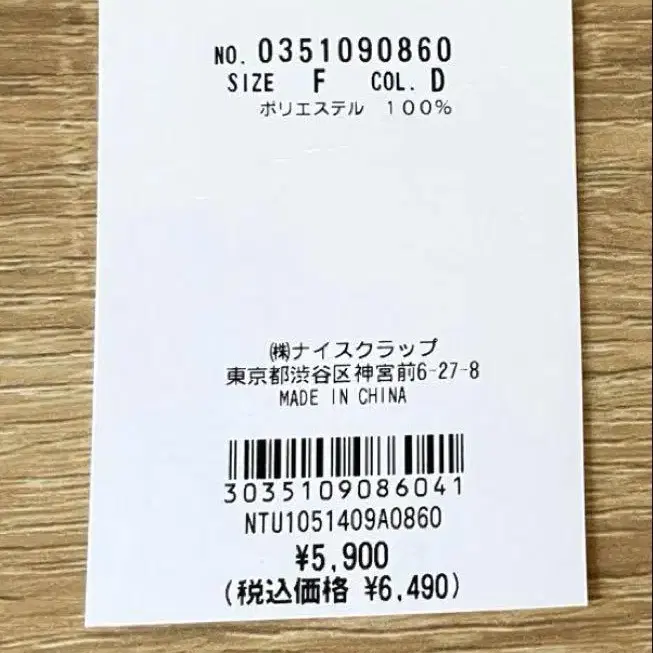 NO. 0351090860
SIZE F COL. D
ポリエステル 100%
㈱ナイスクラップ
東京都渋谷区神宮前6-27-8
MADE IN CHINA
3035109086041
NTU1051409A0860
¥5,900
(税込価格 ¥6,490)